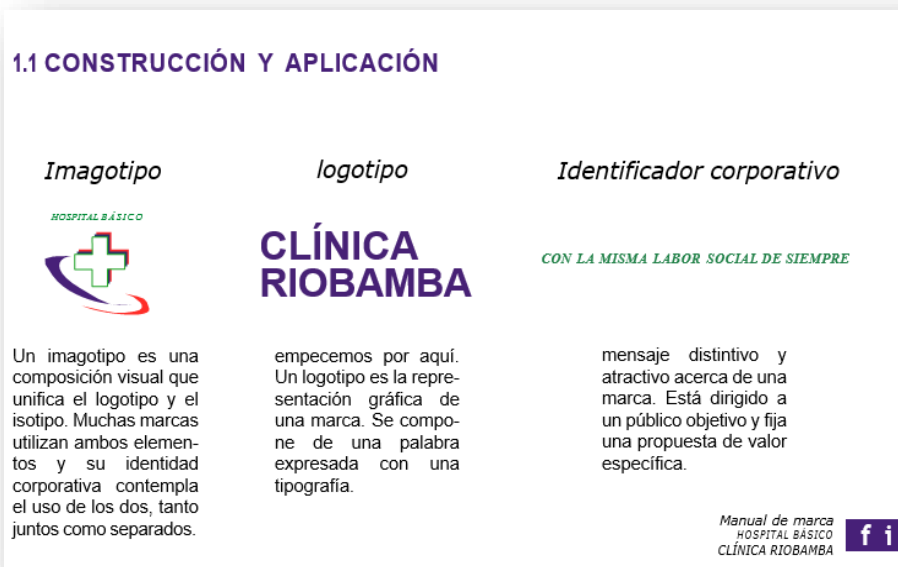 1.1 CONSTRUCCIÓN Y APLICACIÓN
Imagotipo
HOSPITAL BÁSICO
Un imagotipo es una
composición visual que
unifica el logotipo y el
isotipo. Muchas marcas
utilizan ambos elemen-
tos y su identidad
corporativa contempla
el uso de los dos, tanto
juntos como separados.
logotipo
CLÍNICA
RIOBAMBA
empecemos por aquí.
Un logotipo es la repre-
sentación gráfica de
una marca. Se compo-
ne de una palabra
expresada con una
tipografía.
Identificador corporativo
CON LA MISMA LABOR SOCIAL DE SIEMPRE
mensaje distintivo y
atractivo acerca de una
marca. Está dirigido a
un público objetivo y fija
una propuesta de valor
específica.
Manual de marca
HOSPITAL BÁSICO
CLÍNICA RIOBAMBA
f i